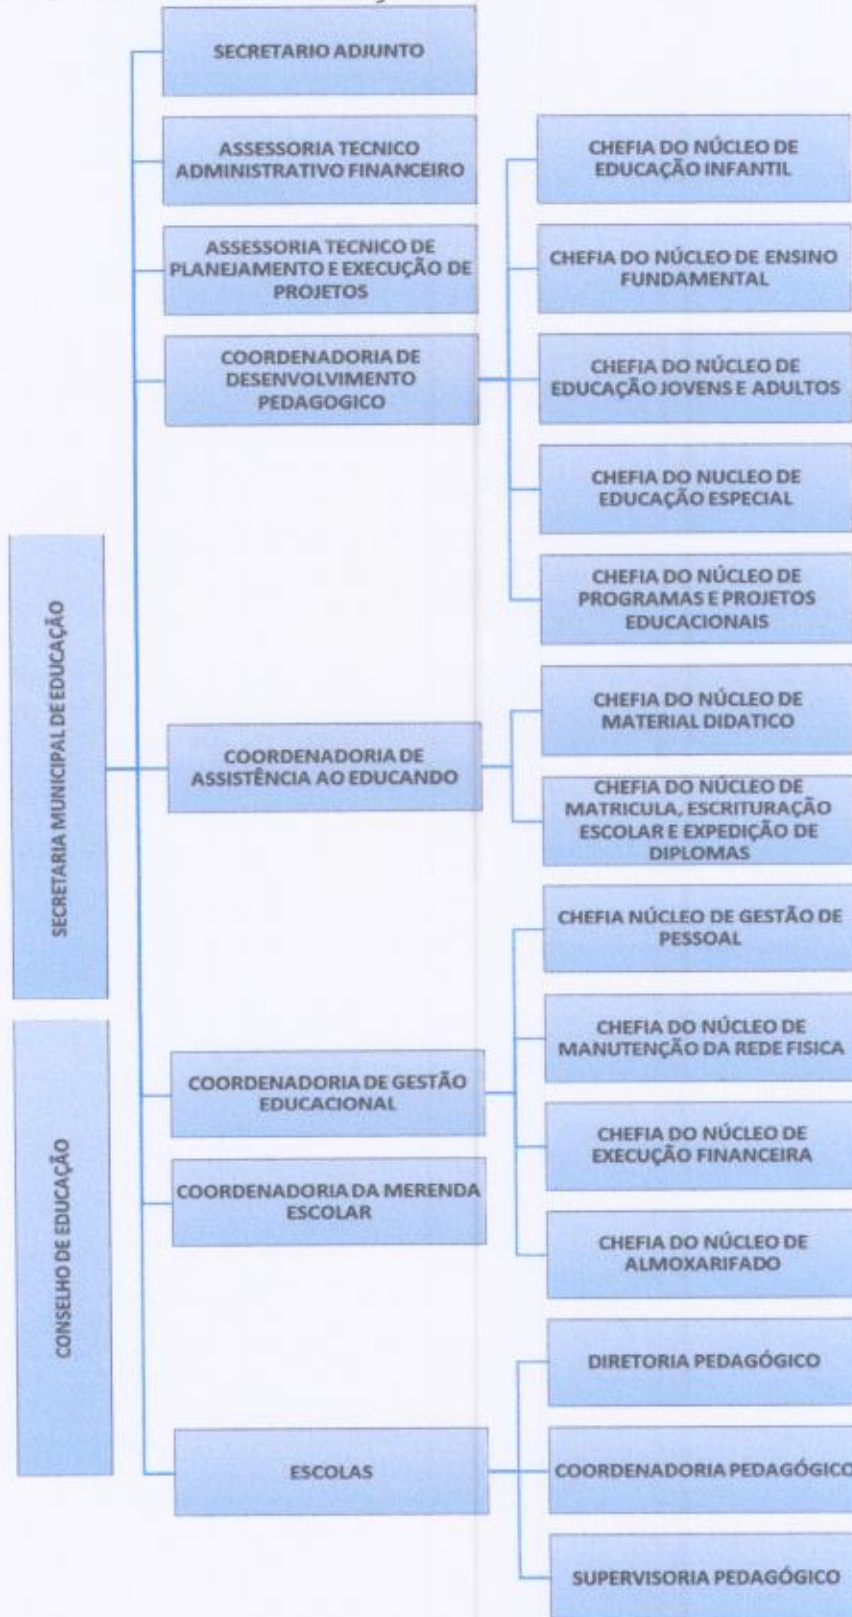 SECRETARIO ADJUNTO
ASSESSORIA TECNICO
ADMINISTRATIVO FINANCEIRO
ASSESSORIA TECNICO DE
PLANEJAMENTO E EXECUÇÃO DE
PROJETOS
COORDENADORIA DE
DESENVOLVIMENTO
PEDAGOGICO
CHEFIA DO NÚCLEO DE
EDUCAÇÃO INFANTIL
CHEFIA DO NÚCLEO DE ENSINO
FUNDAMENTAL
CHEFIA DO NÚCLEO DE
EDUCAÇÃO JOVENS E ADULTOS
CHEFIA DO NUCLEO DE
EDUCAÇÃO ESPECIAL
CHEFIA DO NÚCLEO DE
PROGRAMAS E PROJETOS
EDUCACIONAIS
SECRETARIA MUNICIPAL DE EDUCAÇÃO
COORDENADORIA DE
ASSISTÊNCIA AO EDUCANDO
CHEFIA DO NÚCLEO DE
MATERIAL DIDATICO
CHEFIA DO NÚCLEO DE
MATRICULA, ESCRITURAÇÃO
ESCOLAR E EXPEDIÇÃO DE
DIPLOMAS
COORDENADORIA DE GESTÃO
EDUCACIONAL
CHEFIA NÚCLEO DE GESTÃO DE
PESSOAL
CHEFIA DO NÚCLEO DE
MANUTENÇÃO DA REDE FISICA
CHEFIA DO NÚCLEO DE
EXECUÇÃO FINANCEIRA
CHEFIA DO NÚCLEO DE
ALMOXARIFADO
COORDENADORIA DA MERENDA
ESCOLAR
CONSELHO DE EDUCAÇÃO
ESCOLAS
DIRETORIA PEDAGÓGICO
COORDENADORIA PEDAGÓGICO
SUPERVISORIA PEDAGÓGICO